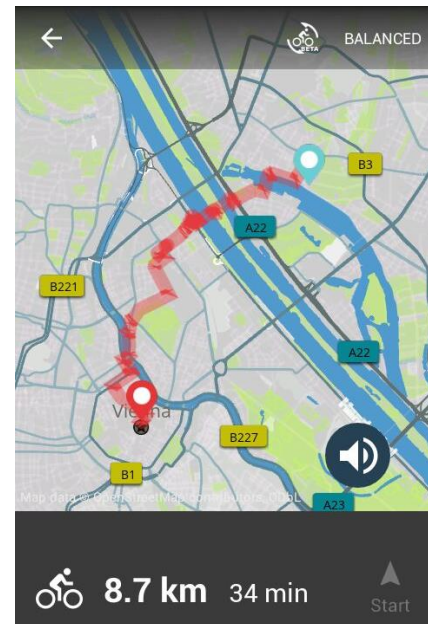 BETA
BALANCED
B3
A22
B221
A22
Vienna
B227
B1
Map data © OpenStreetMap contributors, ODbL
A23
8.7 km 34 min
Start